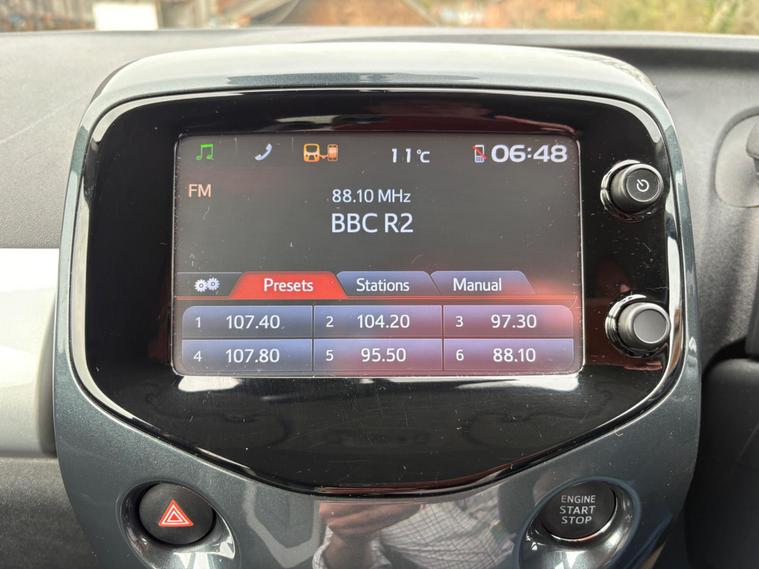 11°C 06:48
FM
88.10 MHz
BBC R2
Presets Stations Manual
1 107.40 2 104.20 3 97.30
4 107.80 5 95.50 6 88.10
ENGINE
START
STOP